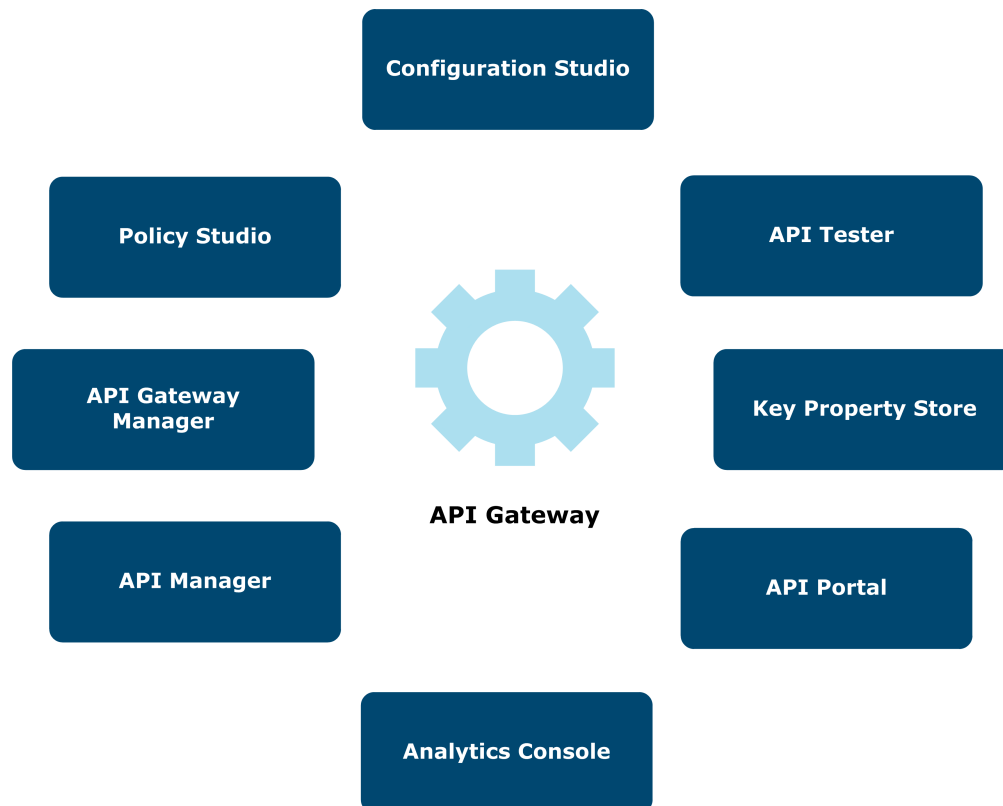 Configuration Studio
Policy Studio
API Tester
API Gateway
Manager
Key Property Store
API Gateway
API Manager
API Portal
Analytics Console